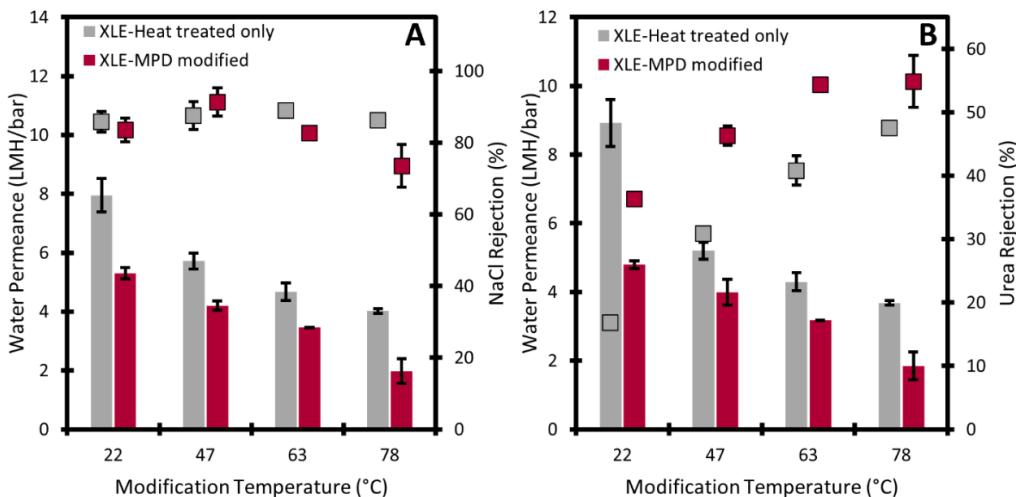 A
XLE-Heat treated only
XLE-MPD modified
Water Permeance (LMH/bar)
14
12
10
8
6
4
2
0
100
80
60
40
20
0
NaCl Rejection (%)
22 47 63 78
Modification Temperature (°C)
B
XLE-Heat treated only
XLE-MPD modified
Water Permeance (LMH/bar)
12
10
8
6
4
2
0
60
50
40
30
20
10
0
Urea Rejection (%)
22 47 63 78
Modification Temperature (°C)